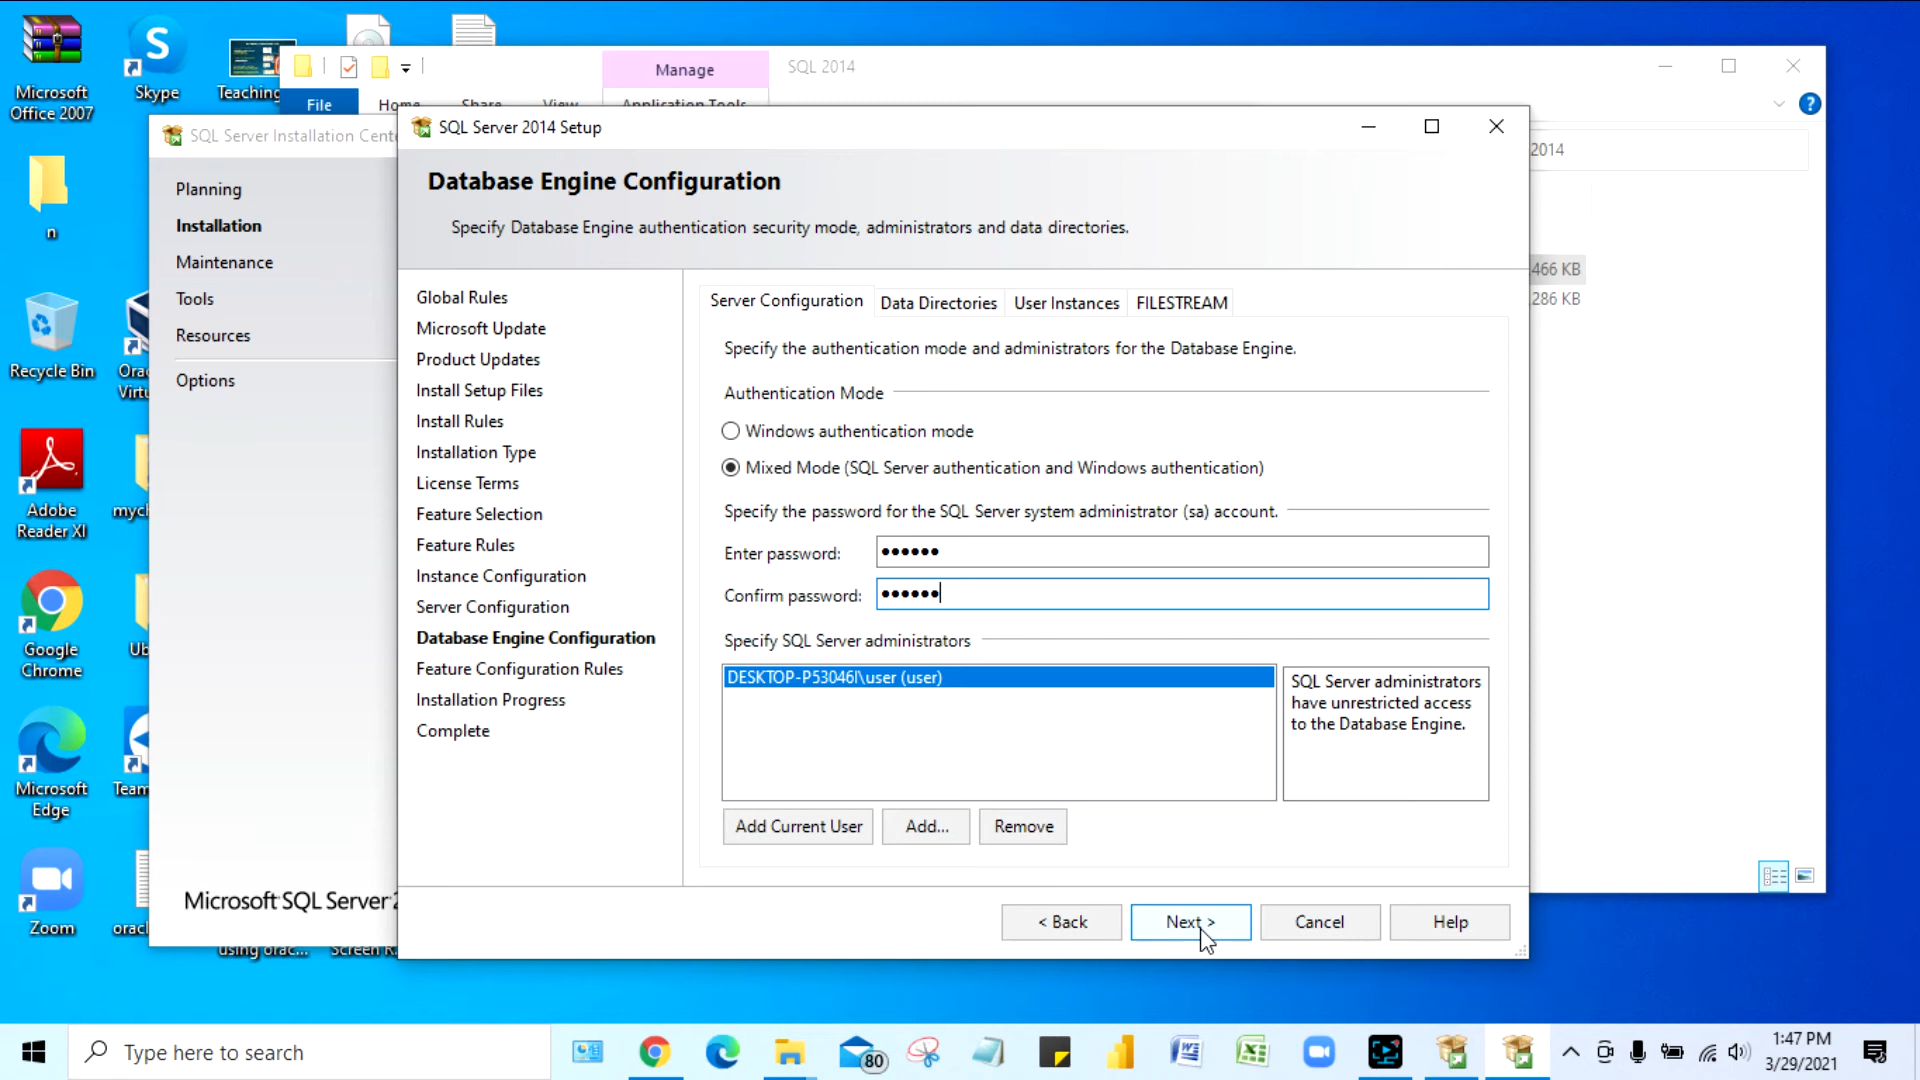 Microsoft
Office 2007
Skype
Teaching
n
Recycle Bin
Adobe
Reader XI
Google
Chrome
Microsoft
Edge
Zoom
Manage
SQL 2014
File
Home
Share
View
Application Tools
2014
466 KB
286 KB
SQL Server Installation Cent
Planning
Installation
Maintenance
Tools
Resources
Options
Microsoft SQL Server
SQL Server 2014 Setup
Database Engine Configuration
Specify Database Engine authentication security mode, administrators and data directories.
Global Rules
Microsoft Update
Product Updates
Install Setup Files
Install Rules
Installation Type
License Terms
Feature Selection
Feature Rules
Instance Configuration
Server Configuration
Database Engine Configuration
Feature Configuration Rules
Installation Progress
Complete
Server Configuration
Data Directories
User Instances
FILESTREAM
Specify the authentication mode and administrators for the Database Engine.
Authentication Mode
Windows authentication mode
Mixed Mode (SQL Server authentication and Windows authentication)
Specify the password for the SQL Server system administrator (sa) account.
Enter password: ••••••
Confirm password: ••••••
Specify SQL Server administrators
DESKTOP-P53046I\user (user)
SQL Server administrators
have unrestricted access
to the Database Engine.
Add Current User
Add...
Remove
< Back
Next >
Cancel
Help
using orac...
Screen R
Type here to search
80
1:47 PM
3/29/2021